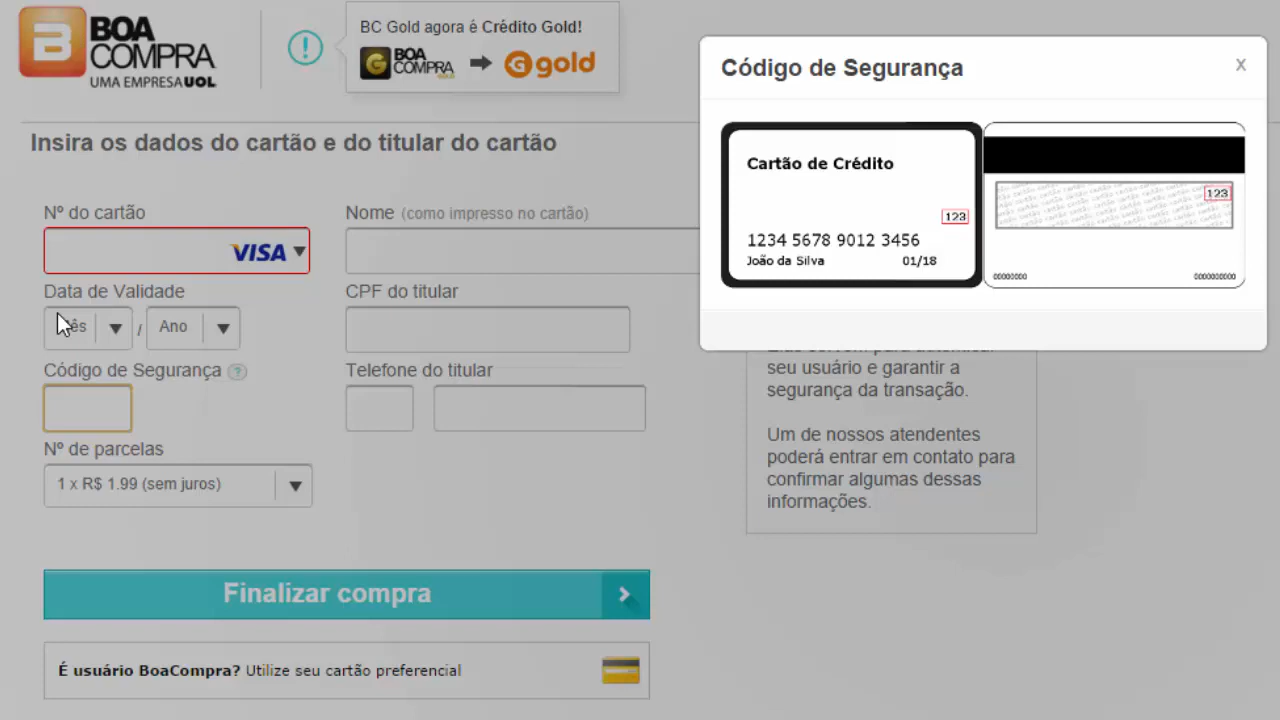 BOA
COMPRA
UMA EMPRESA UOL
BC Gold agora é Crédito Gold!
BOA
COMPRA
GOLD
gold
Insira os dados do cartão e do titular do cartão
Nº do cartão
VISA
Nome (como impresso no cartão)
Data de Validade
/
Ano
CPF do titular
Código de Segurança ?
Telefone do titular
Nº de parcelas
1 x R$ 1.99 (sem juros)
Finalizar compra
É usuário BoaCompra? Utilize seu cartão preferencial
Código de Segurança
X
Cartão de Crédito
123
1234 5678 9012 3456
João da Silva 01/18
123
00000000 0000000000
seu usuário e garantir a
segurança da transação.
Um de nossos atendentes
poderá entrar em contato para
confirmar algumas dessas
informações.